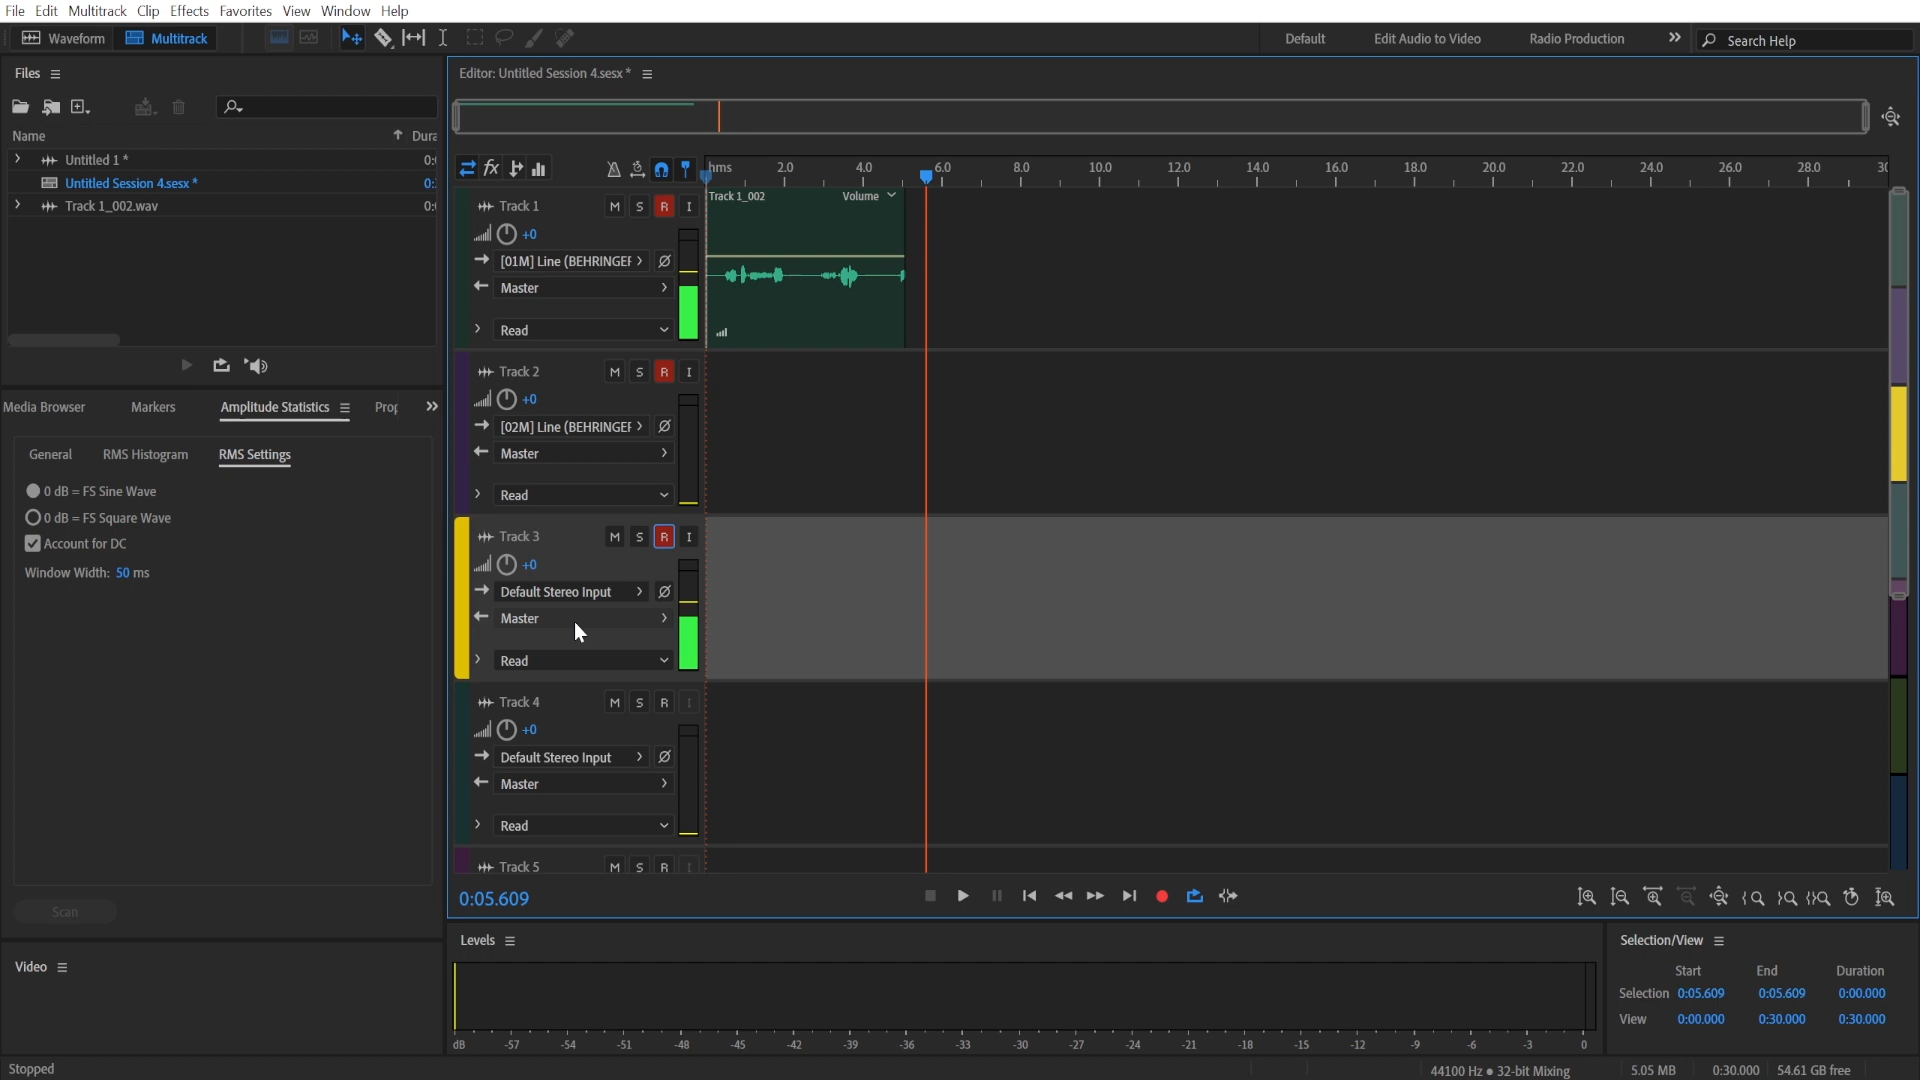 File Edit Multitrack Clip Effects Favorites View Window Help
Waveform Multitrack Default Edit Audio to Video Radio Production Search Help
Files
Name Dura
Untitled 1 * 0:
Untitled Session 4.sesx * 0:
Track 1_002.wav 0:
Media Browser Markers Amplitude Statistics Prop
General RMS Histogram RMS Settings
0 dB = FS Sine Wave
0 dB = FS Square Wave
Account for DC
Window Width: 50 ms
Scan
Video
Editor: Untitled Session 4.sesx *
hms 2.0 4.0 6.0 8.0 10.0 12.0 14.0 16.0 18.0 20.0 22.0 24.0 26.0 28.0 30
Track 1 M S R I
+0
[01M] Line (BEHRINGER
Master
Read
Track 1_002 Volume
Track 2 M S R I
+0
[02M] Line (BEHRINGER
Master
Read
Track 3 M S R I
+0
Default Stereo Input
Master
Read
Track 4 M S R I
+0
Default Stereo Input
Master
Read
Track 5 M S R I
0:05.609
Levels
dB -57 -54 -51 -48 -45 -42 -39 -36 -33 -30 -27 -24 -21 -18 -15 -12 -9 -6 -3 0
Selection/View
Start End Duration
Selection 0:05.609 0:05.609 0:00.000
View 0:00.000 0:30.000 0:30.000
Stopped 44100 Hz ● 32-bit Mixing 5.05 MB 0:30.000 54.61 GB free